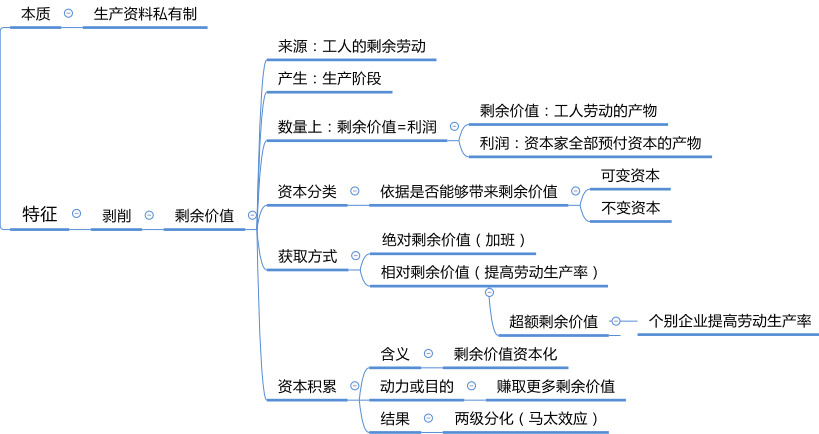 本质
生产资料私有制
特征
剥削
剩余价值
来源：工人的剩余劳动
产生：生产阶段
数量上：剩余价值=利润
剩余价值：工人劳动的产物
利润：资本家全部预付资本的产物
资本分类
依据是否能够带来剩余价值
可变资本
不变资本
获取方式
绝对剩余价值（加班）
相对剩余价值（提高劳动生产率）
超额剩余价值
个别企业提高劳动生产率
资本积累
含义
剩余价值资本化
动力或目的
赚取更多剩余价值
结果
两级分化（马太效应）